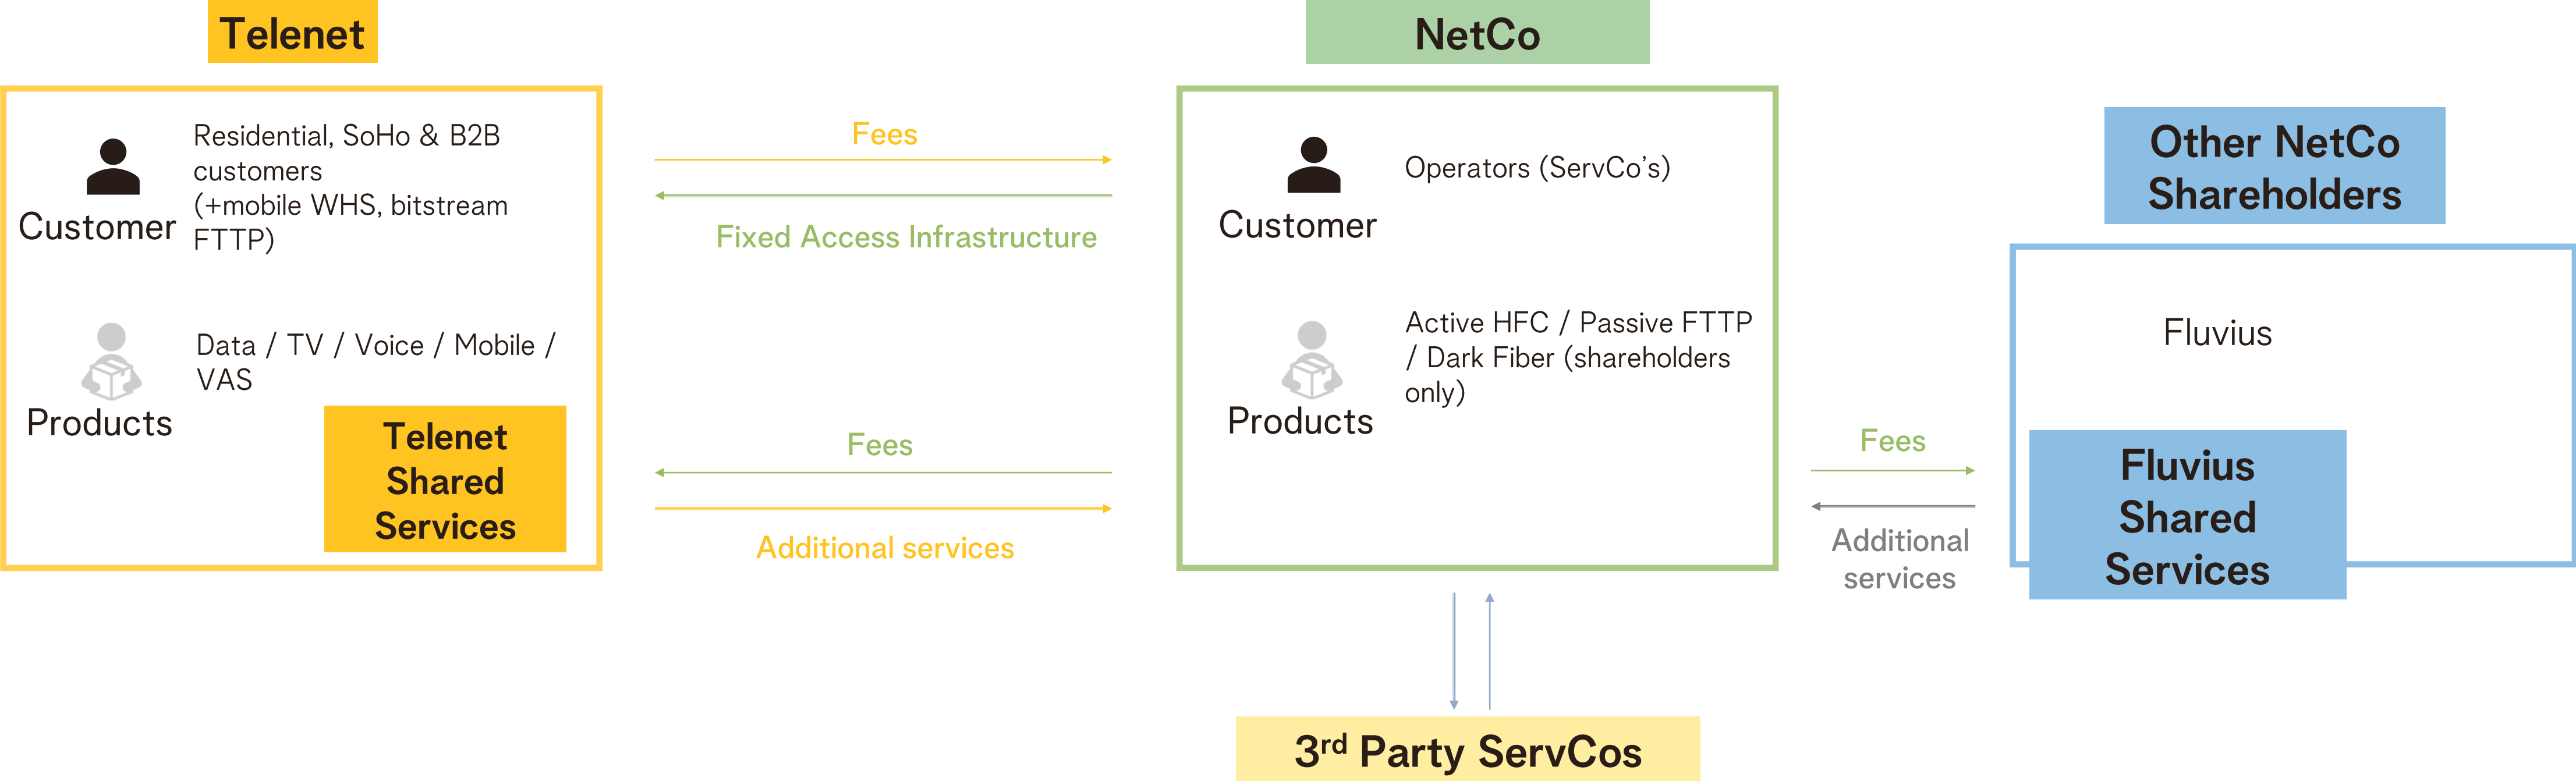 Telenet
Residential, SoHo & B2B
customers
(+mobile WHS, bitstream
FTTP)
Customer
Data / TV / Voice / Mobile /
VAS
Products
Telenet
Shared
Services
Fees
Fixed Access Infrastructure
Fees
Additional services
NetCo
Operators (ServCo’s)
Customer
Active HFC / Passive FTTP
/ Dark Fiber (shareholders
only)
Products
Fees
Additional
services
Other NetCo
Shareholders
Fluvius
Fluvius
Shared
Services
3rd Party ServCos